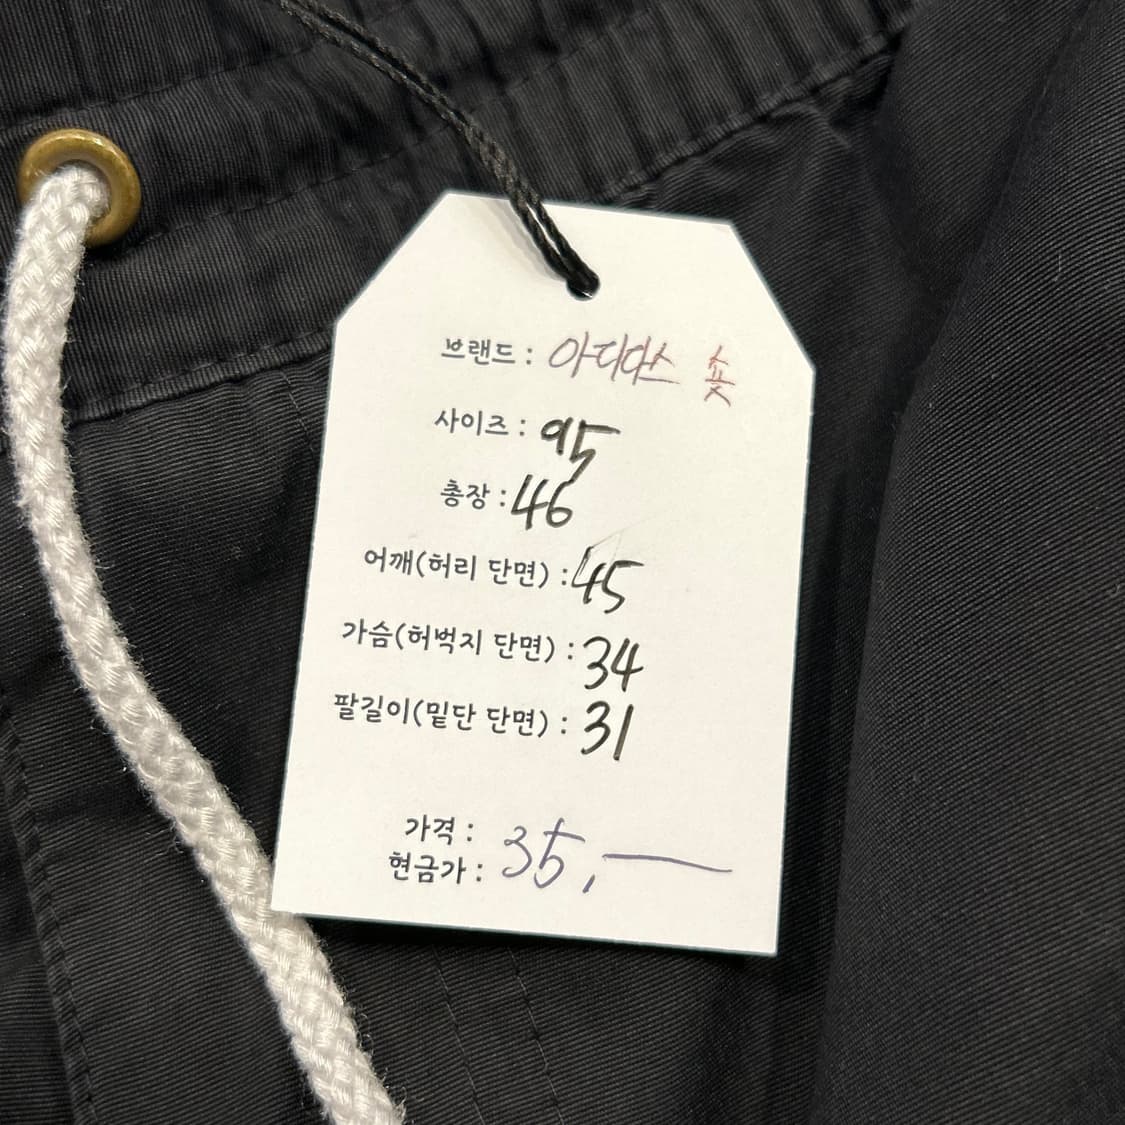 브랜드 : 아디다스 숏
사이즈 : 95
총장 : 46
어깨(허리 단면) : 45
가슴(허벅지 단면) : 34
팔길이(밑단 단면) : 31
가격 :
현금가 : 35,—